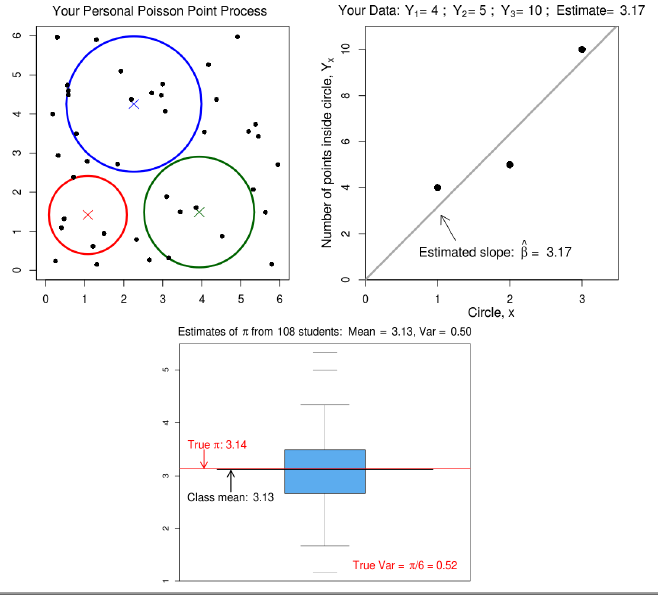 Your Personal Poisson Point Process
6
5
4
3
2
1
0
0 1 2 3 4 5 6
Your Data: Y₁= 4 ; Y₂= 5 ; Y₃= 10 ; Estimate= 3.17
Number of points inside circle, Yₓ
10
8
6
4
2
0
Estimated slope: β̂ = 3.17
0 1 2 3
Circle, x
Estimates of π from 108 students: Mean = 3.13, Var = 0.50
5
4
True π: 3.14
3
Class mean: 3.13
2
True Var = π/6 = 0.52
1